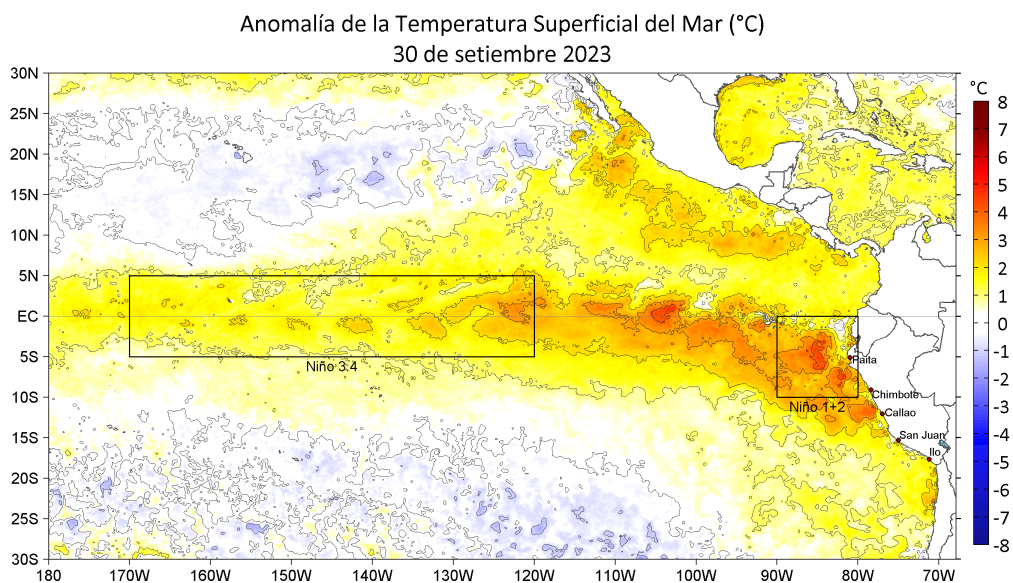 Anomalía de la Temperatura Superficial del Mar (°C)
30 de setiembre 2023
30N
25N
20N
15N
10N
5N
EC
5S
10S
15S
20S
25S
30S
180
170W
160W
150W
140W
130W
120W
110W
100W
90W
80W
70W
Niño 3.4
Niño 1+2
Paita
Chimbote
Callao
San Juan
Ilo
°C
8
7
6
5
4
3
2
1
0
-1
-2
-3
-4
-5
-6
-7
-8